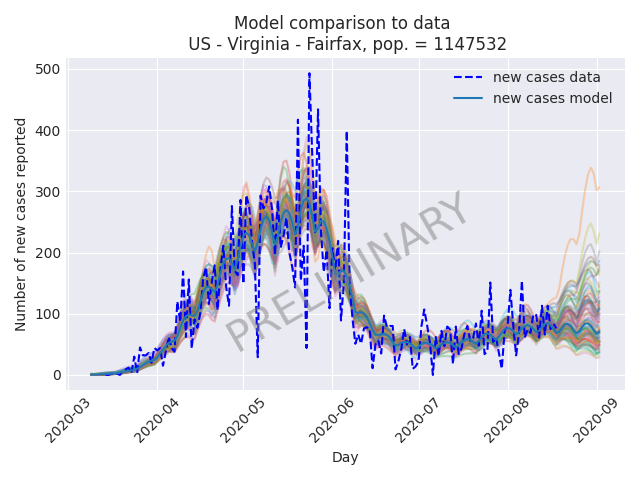 Model comparison to data
US - Virginia - Fairfax, pop. = 1147532
new cases data
new cases model
Number of new cases reported
500
400
300
200
100
0
PRELIMINARY
2020-03
2020-04
2020-05
2020-06
2020-07
2020-08
2020-09
Day